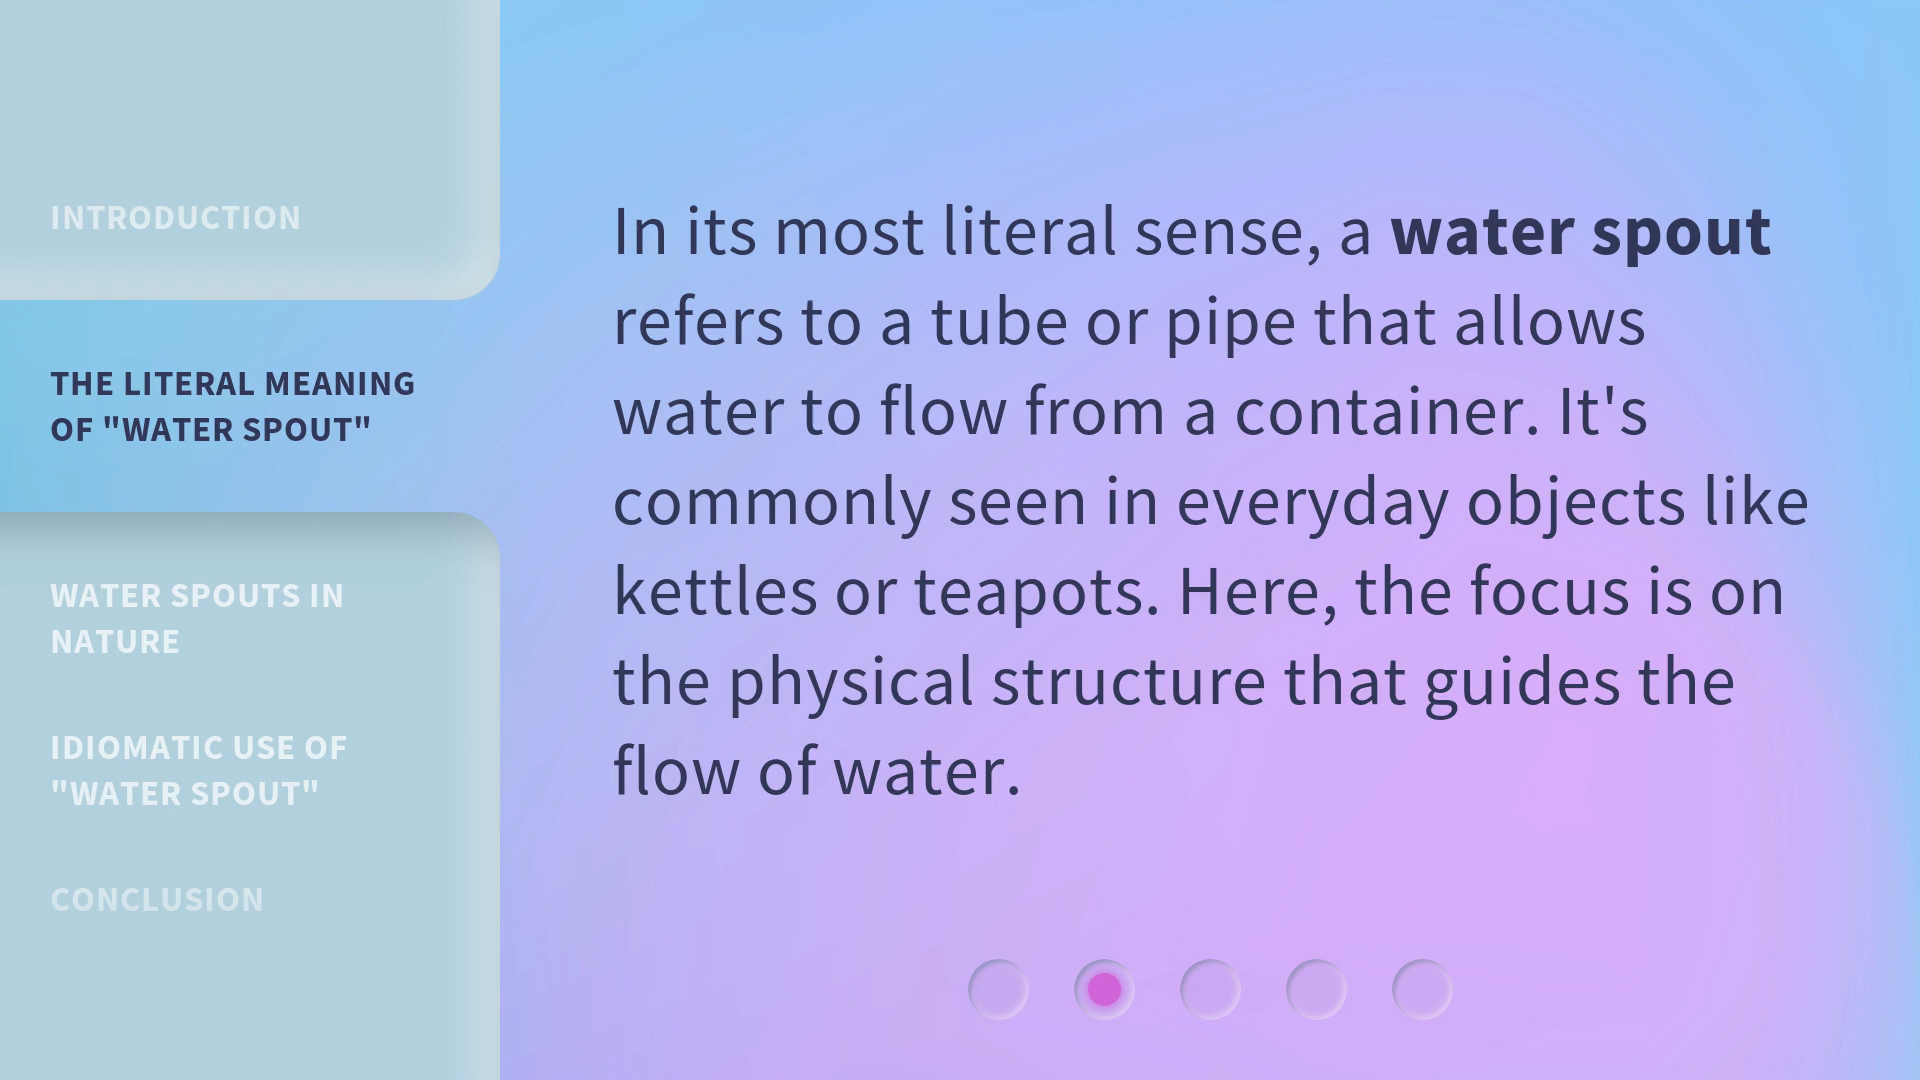 INTRODUCTION
THE LITERAL MEANING
OF "WATER SPOUT"
WATER SPOUTS IN
NATURE
IDIOMATIC USE OF
"WATER SPOUT"
CONCLUSION
In its most literal sense, a water spout
refers to a tube or pipe that allows
water to flow from a container. It's
commonly seen in everyday objects like
kettles or teapots. Here, the focus is on
the physical structure that guides the
flow of water.